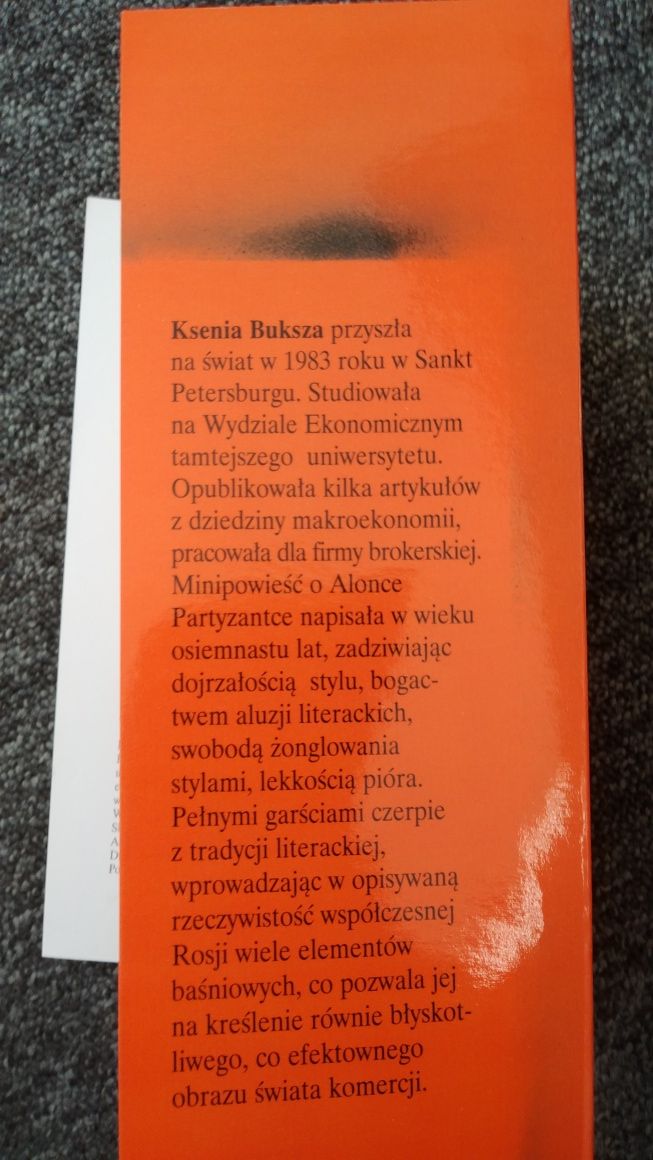 Ksenia Buksza przyszła
na świat w 1983 roku w Sankt
Petersburgu. Studiowała
na Wydziale Ekonomicznym
tamtejszego uniwersytetu.
Opublikowała kilka artykułów
z dziedziny makroekonomii,
pracowała dla firmy brokerskiej.
Minipowieść o Alonce
Partyzantce napisała w wieku
osiemnastu lat, zadziwiając
dojrzałością stylu, bogac-
twem aluzji literackich,
swobodą żonglowania
stylami, lekkością pióra.
Pełnymi garściami czerpie
z tradycji literackiej,
wprowadzając w opisywaną
rzeczywistość współczesnej
Rosji wiele elementów
baśniowych, co pozwala jej
na kreślenie równie błyskot-
liwego, co efektownego
obrazu świata komercji.